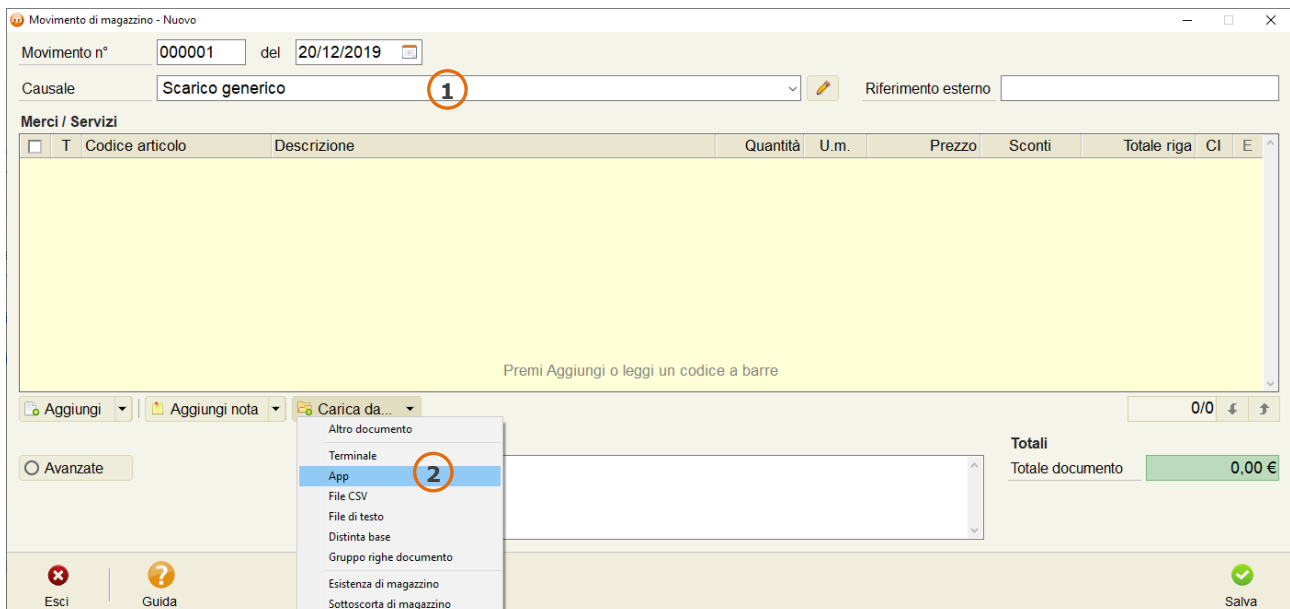 Movimento di magazzino - Nuovo
Movimento n° 000001 del 20/12/2019
Causale Scarico generico 1 Riferimento esterno
Merci / Servizi
T Codice articolo Descrizione Quantità U.m. Prezzo Sconti Totale riga CI E
Premi Aggiungi o leggi un codice a barre
Aggiungi Aggiungi nota Carica da... 0/0
Altro documento
Totali
Terminale
Avanzate App 2 Totale documento 0,00 €
File CSV
File di testo
Distinta base
Gruppo righe documento
Esistenza di magazzino
Esci Guida Sottoscorta di magazzino Salva